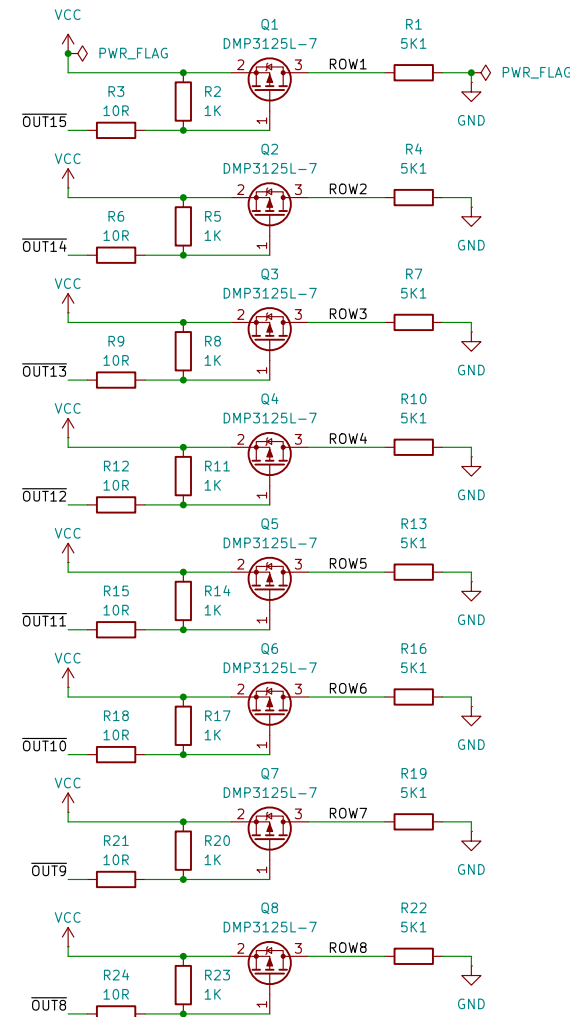 VCC
PWR_FLAG
Q1
DMP3125L-7
R1
5K1
2
3
ROW1
PWR_FLAG
R3
10R
R2
1K
GND
OUT15
1
VCC
Q2
DMP3125L-7
R4
5K1
2
3
ROW2
R6
10R
R5
1K
GND
OUT14
1
VCC
Q3
DMP3125L-7
R7
5K1
2
3
ROW3
R9
10R
R8
1K
GND
OUT13
1
VCC
Q4
DMP3125L-7
R10
5K1
2
3
ROW4
R12
10R
R11
1K
GND
OUT12
1
VCC
Q5
DMP3125L-7
R13
5K1
2
3
ROW5
R15
10R
R14
1K
GND
OUT11
1
VCC
Q6
DMP3125L-7
R16
5K1
2
3
ROW6
R18
10R
R17
1K
GND
OUT10
1
VCC
Q7
DMP3125L-7
R19
5K1
2
3
ROW7
R21
10R
R20
1K
GND
OUT9
1
VCC
Q8
DMP3125L-7
R22
5K1
2
3
ROW8
R24
10R
R23
1K
GND
OUT8
1